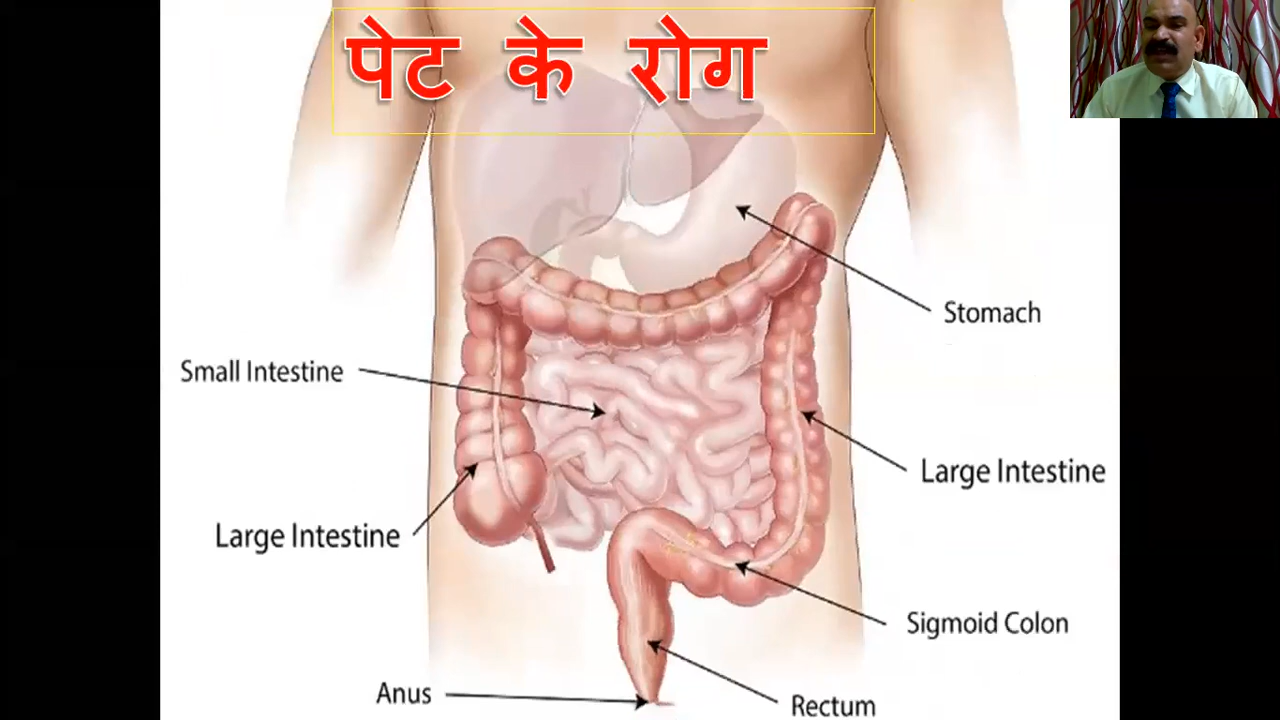 पेट के रोग
Stomach
Small Intestine
Large Intestine
Large Intestine
Sigmoid Colon
Anus
Rectum